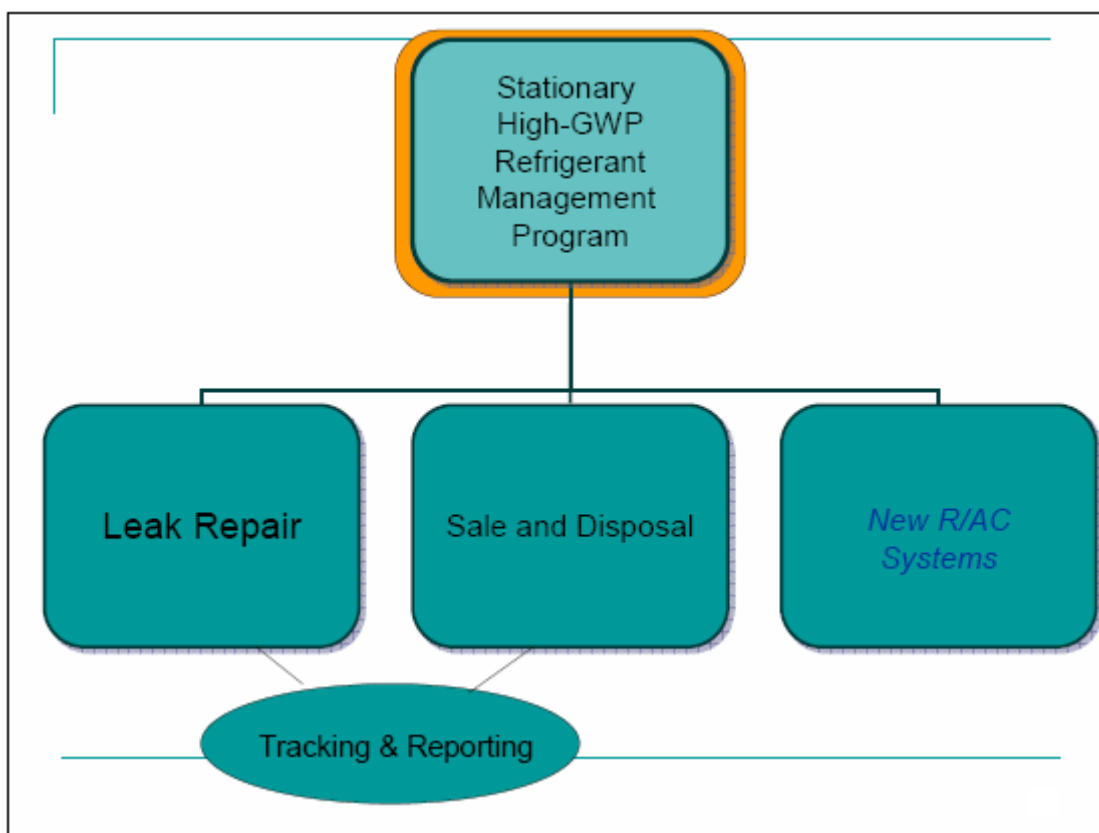 Stationary
High-GWP
Refrigerant
Management
Program
Leak Repair
Sale and Disposal
New R/AC
Systems
Tracking & Reporting